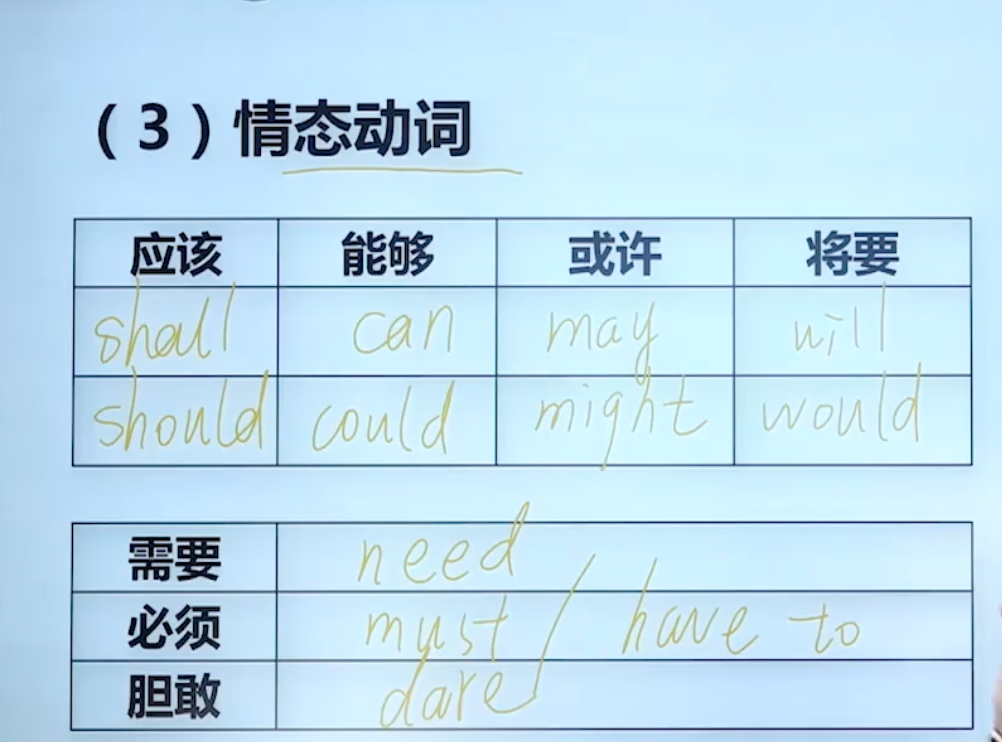 （3）情态动词
应该 能够 或许 将要
shall can may will
should could might would
需要 need
必须 must / have to
胆敢 dare